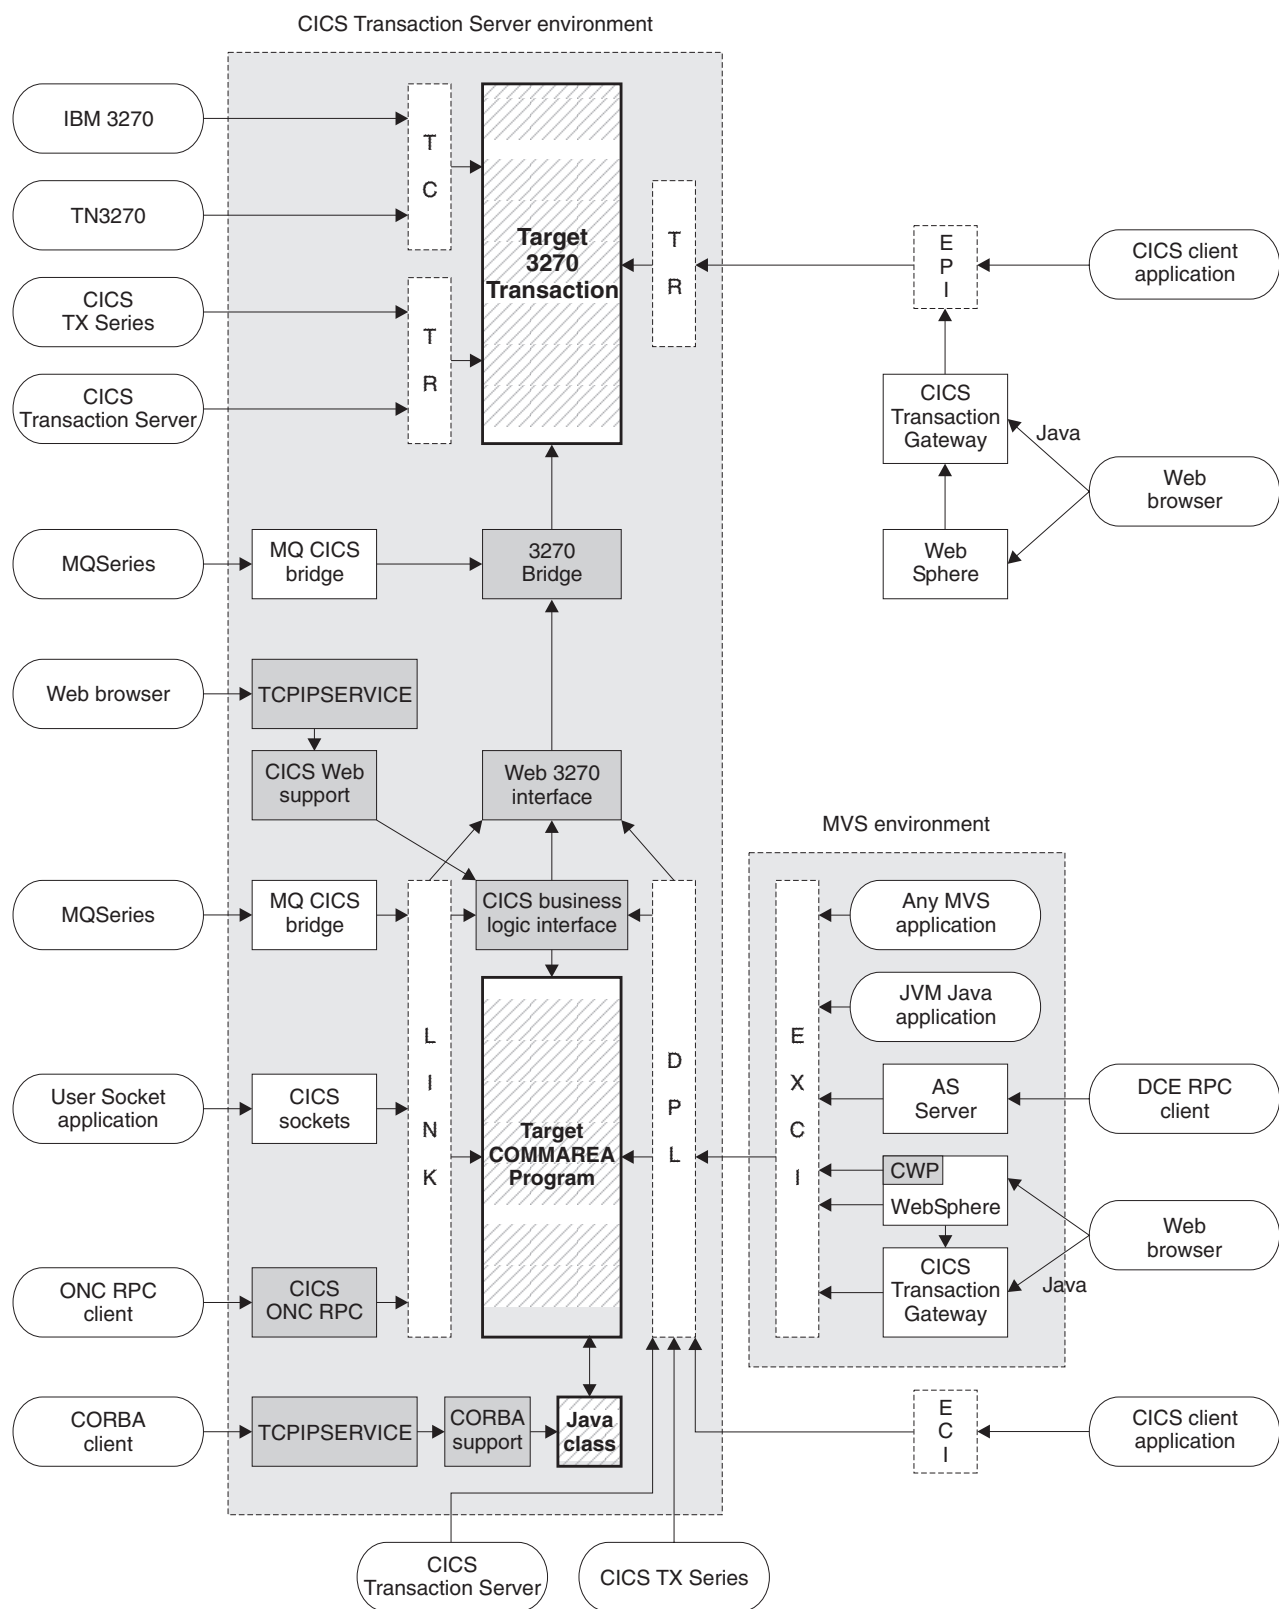 CICS Transaction Server environment
IBM 3270
TN3270
CICS
TX Series
CICS
Transaction Server
T
C
T
R
Target
3270
Transaction
T
R
E
P
I
CICS client
application
CICS
Transaction
Gateway
Java
Web
browser
Web
Sphere
MQSeries
MQ CICS
bridge
3270
Bridge
Web browser
TCPIPSERVICE
CICS Web
support
Web 3270
interface
MVS environment
MQSeries
MQ CICS
bridge
CICS business
logic interface
Any MVS
application
JVM Java
application
L
I
N
K
D
P
L
E
X
C
I
User Socket
application
CICS
sockets
Target
COMMAREA
Program
AS
Server
DCE RPC
client
CWP
WebSphere
Web
browser
CICS
Transaction
Gateway
Java
ONC RPC
client
CICS
ONC RPC
CORBA
client
TCPIPSERVICE
CORBA
support
Java
class
E
C
I
CICS client
application
CICS
Transaction Server
CICS TX Series